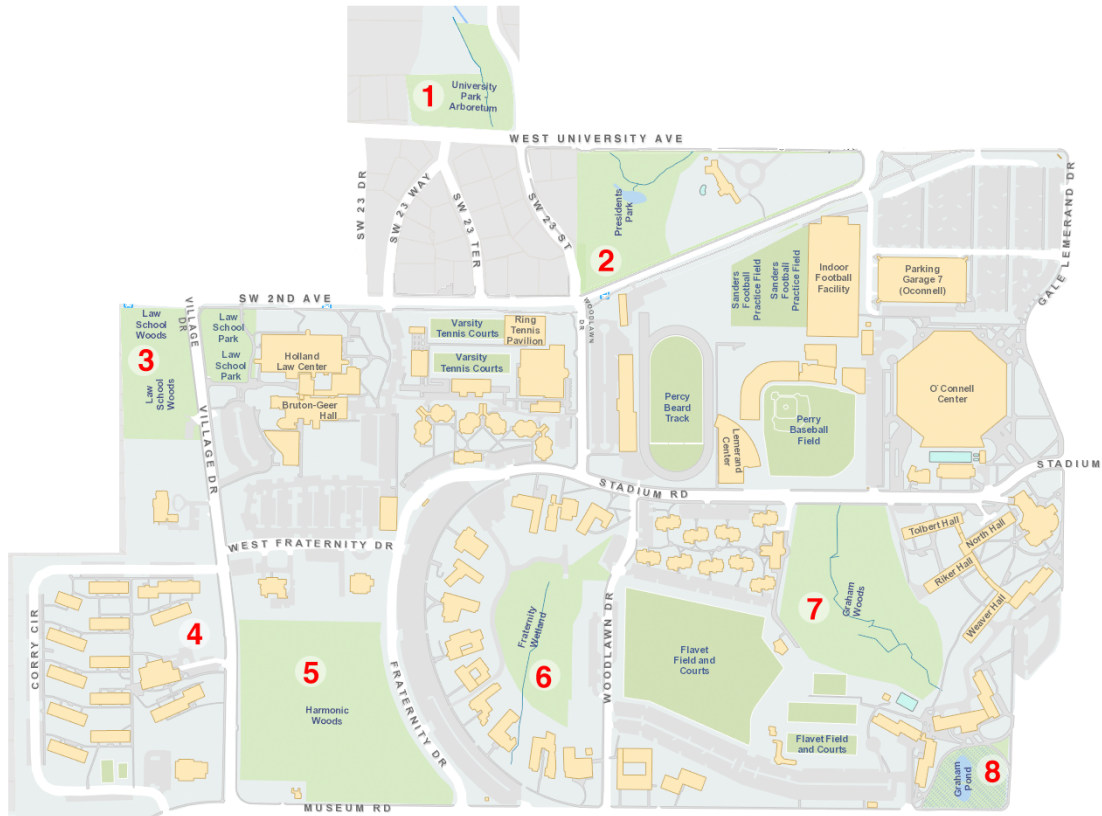 1
University
Park -
Arboretum
WEST UNIVERSITY AVE
SW 23 DR
SW 23 WAY
SW 23 TER
SW 23 ST
Presidents
Park
2
GALE LEMERAND DR
Sanders
Football
Practice Field
Sanders
Football
Practice Field
Indoor
Football
Facility
Parking
Garage 7
(Oconnell)
SW 2ND AVE
WOODLAWN
DR
VILLAGE
DR
Law School
Woods
3
Law
School
Woods
Law
School
Park
Law
School
Park
Holland
Law Center
Bruton-Geer
Hall
Varsity
Tennis Courts
Ring
Tennis
Pavilion
Varsity
Tennis Courts
Percy
Beard
Track
Lemerand
Center
Perry
Baseball
Field
O'Connell
Center
VILLAGE DR
STADIUM RD
STADIUM
WEST FRATERNITY DR
Tolbert Hall
North Hall
Riker Hall
Weaver Hall
CORRY CIR
4
5
Harmonic
Woods
FRATERNITY DR
Fraternity
Wetland
6
WOODLAWN DR
Flavet
Field and
Courts
7
Graham
Woods
Flavet Field
and Courts
Graham
Pond
8
MUSEUM RD